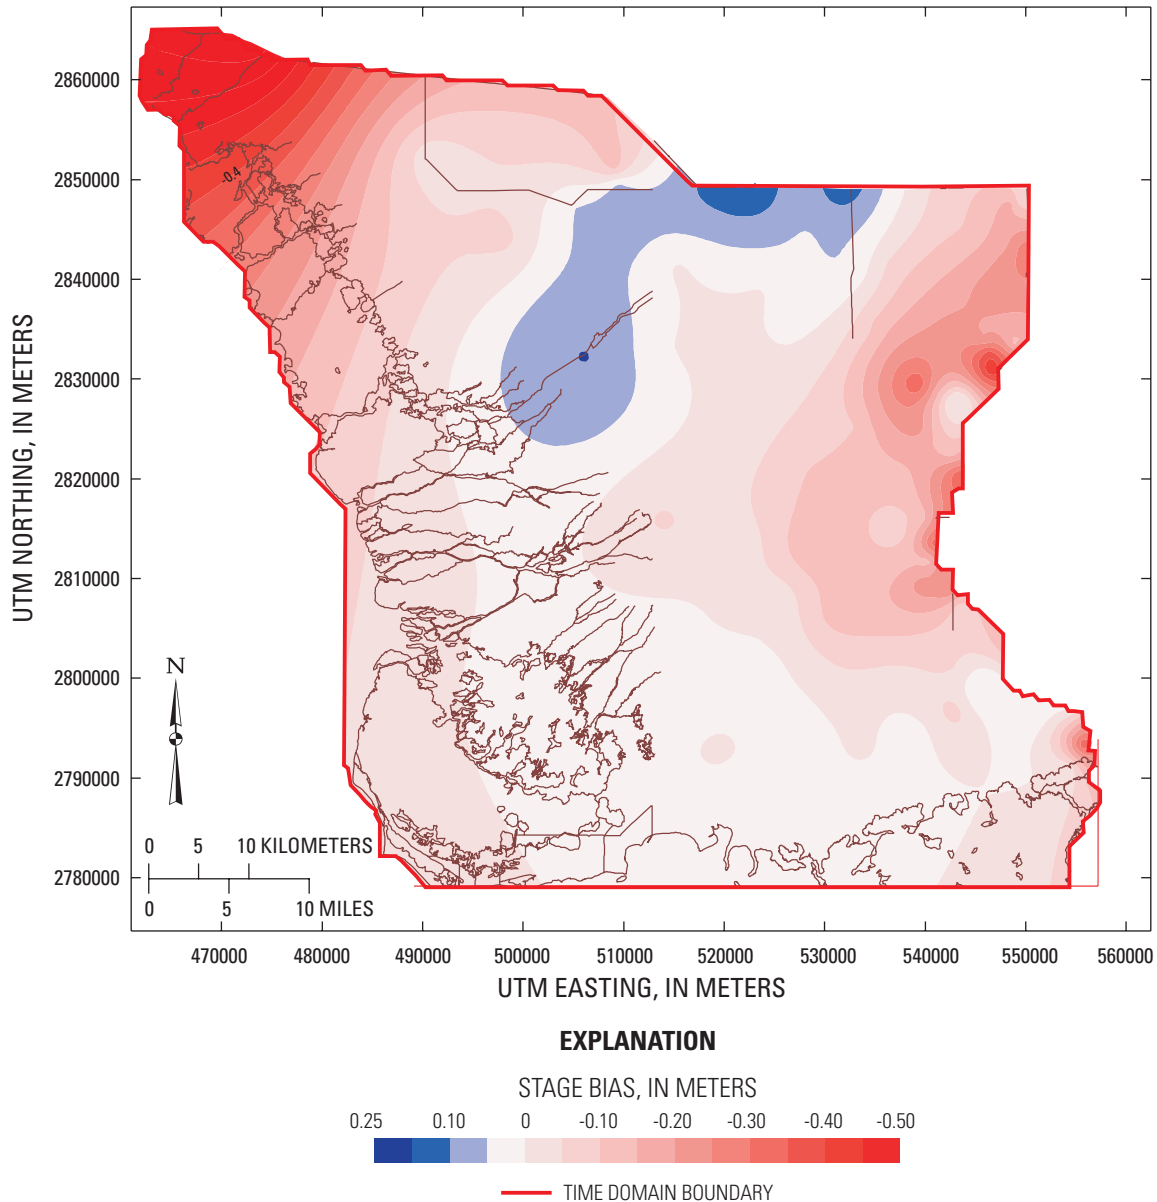 2860000
2850000
2840000
2830000
2820000
2810000
2800000
2790000
2780000
UTM NORTHING, IN METERS
-0.4
N
0 5 10 KILOMETERS
0 5 10 MILES
470000 480000 490000 500000 510000 520000 530000 540000 550000 560000
UTM EASTING, IN METERS
EXPLANATION
STAGE BIAS, IN METERS
0.25 0.10 0 -0.10 -0.20 -0.30 -0.40 -0.50
TIME DOMAIN BOUNDARY